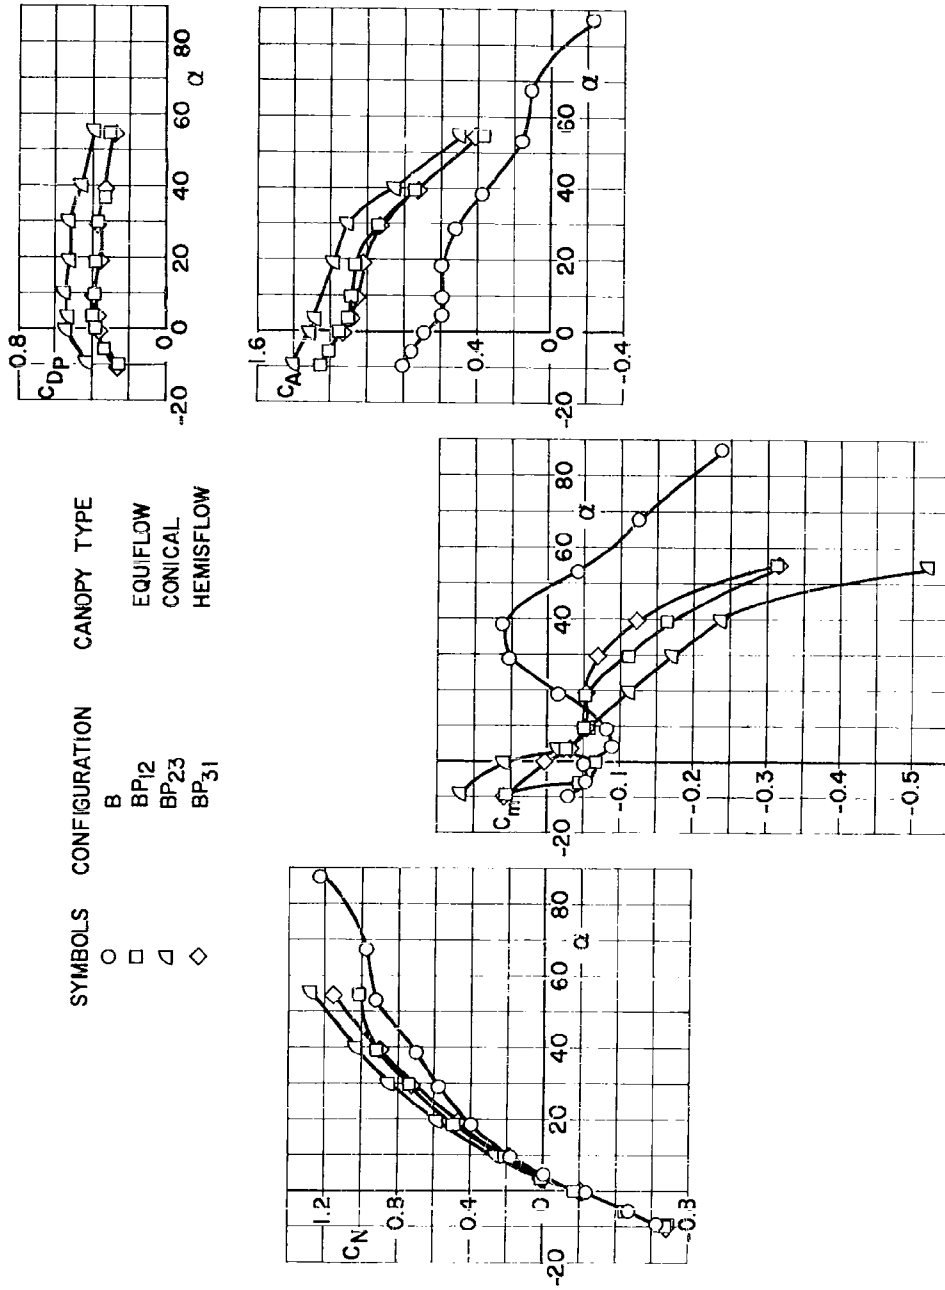 SYMBOLS CONFIGURATION CANOPY TYPE
B
BP12 EQUIFLOW
BP23 CONICAL
BP31 HEMISFLOW
0.8
CDP
0
-20 0 20 40 60 80
α
1.6
CA
0.4
0
-0.4
-20 0 20 40 60
α
Cm
-20 40 60 80
α
-0.1
-0.2
-0.3
-0.4
-0.5
1.2
CN
0.8
0.4
0
-20 0 20 40 60 80
α